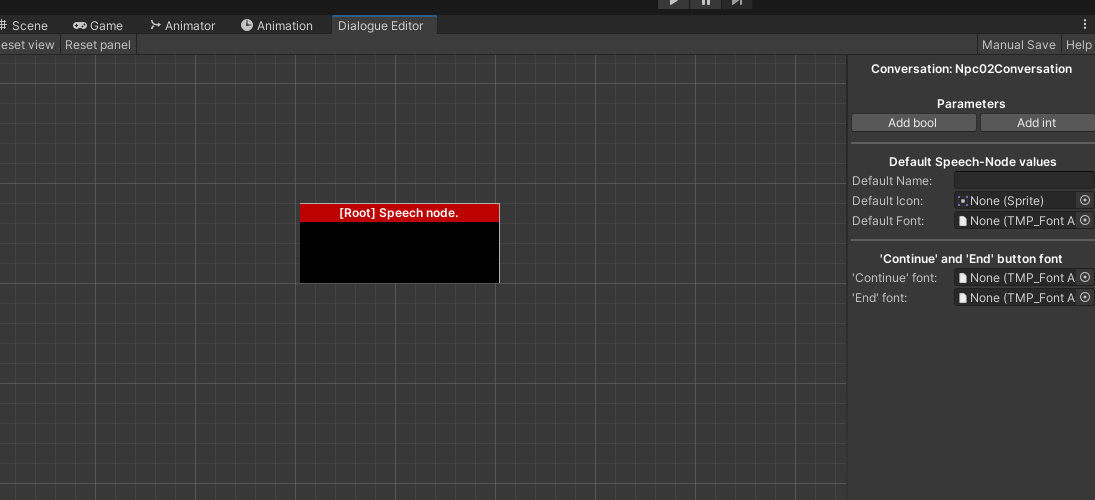 Scene Game Animator Animation Dialogue Editor
eset view Reset panel Manual Save Help
Conversation: Npc02Conversation
Parameters
Add bool Add int
Default Speech-Node values
Default Name:
Default Icon: None (Sprite)
Default Font: None (TMP_Font A
'Continue' and 'End' button font
'Continue' font: None (TMP_Font A
'End' font: None (TMP_Font A
[Root] Speech node.